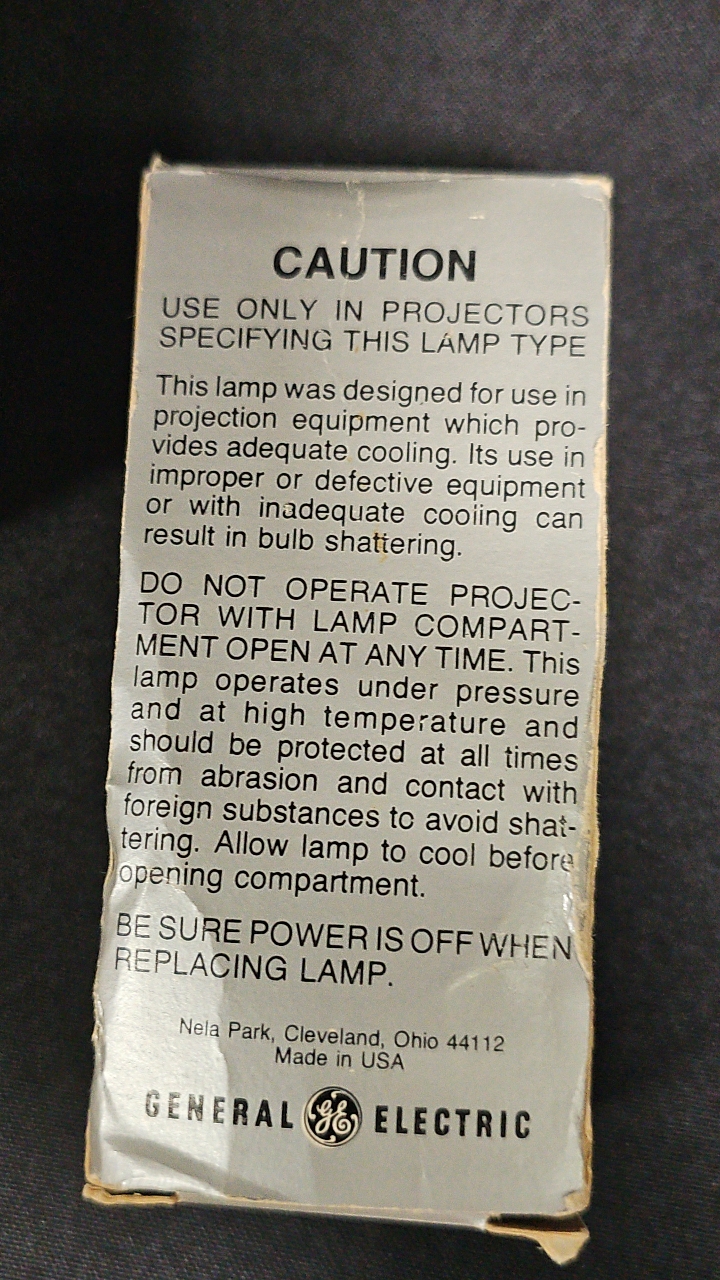 CAUTION
USE ONLY IN PROJECTORS
SPECIFYING THIS LAMP TYPE
This lamp was designed for use in
projection equipment which pro-
vides adequate cooling. Its use in
improper or defective equipment
or with inadequate cooling can
result in bulb shattering.
DO NOT OPERATE PROJEC-
TOR WITH LAMP COMPART-
MENT OPEN AT ANY TIME. This
lamp operates under pressure
and at high temperature and
should be protected at all times
from abrasion and contact with
foreign substances to avoid shat-
tering. Allow lamp to cool before
opening compartment.
BE SURE POWER IS OFF WHEN
REPLACING LAMP.
Nela Park, Cleveland, Ohio 44112
Made in USA
GENERAL GE ELECTRIC